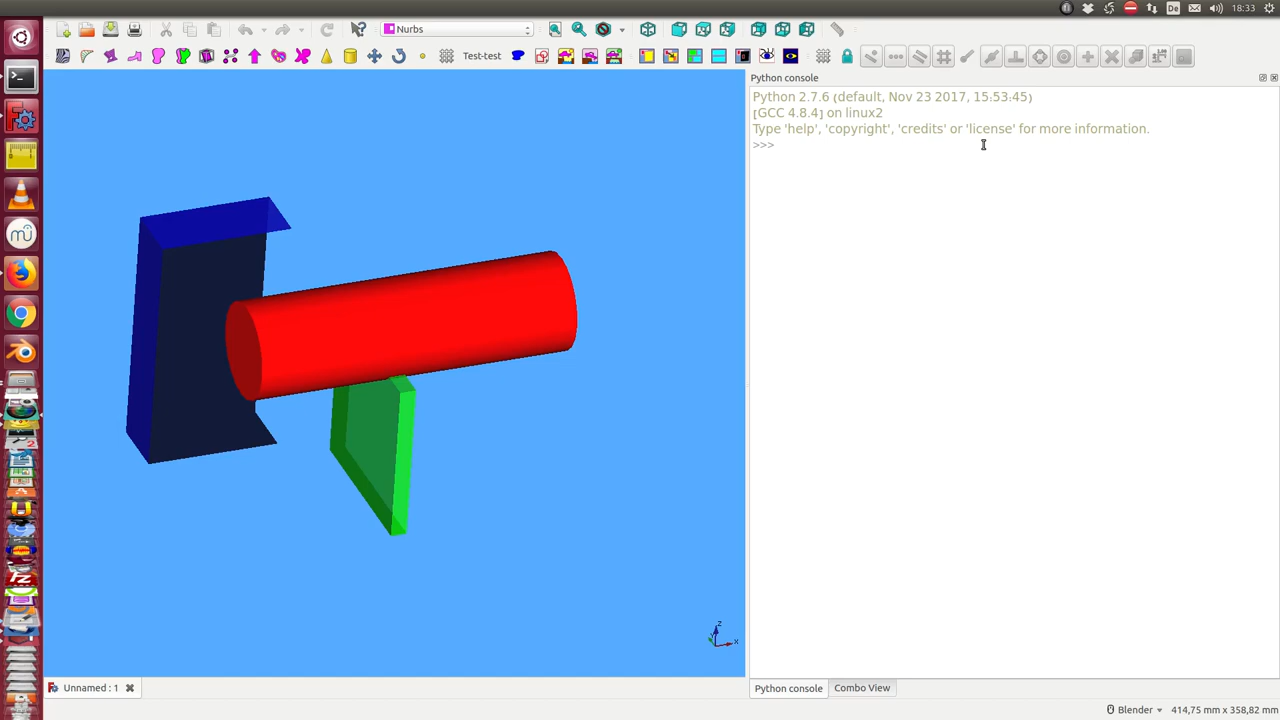 De
18:33
Nurbs
Test-test
Python console
Python 2.7.6 (default, Nov 23 2017, 15:53:45)
[GCC 4.8.4] on linux2
Type 'help', 'copyright', 'credits' or 'license' for more information.
>>>
z
x
Unnamed : 1
Python console
Combo View
Blender
414,75 mm x 358,82 mm